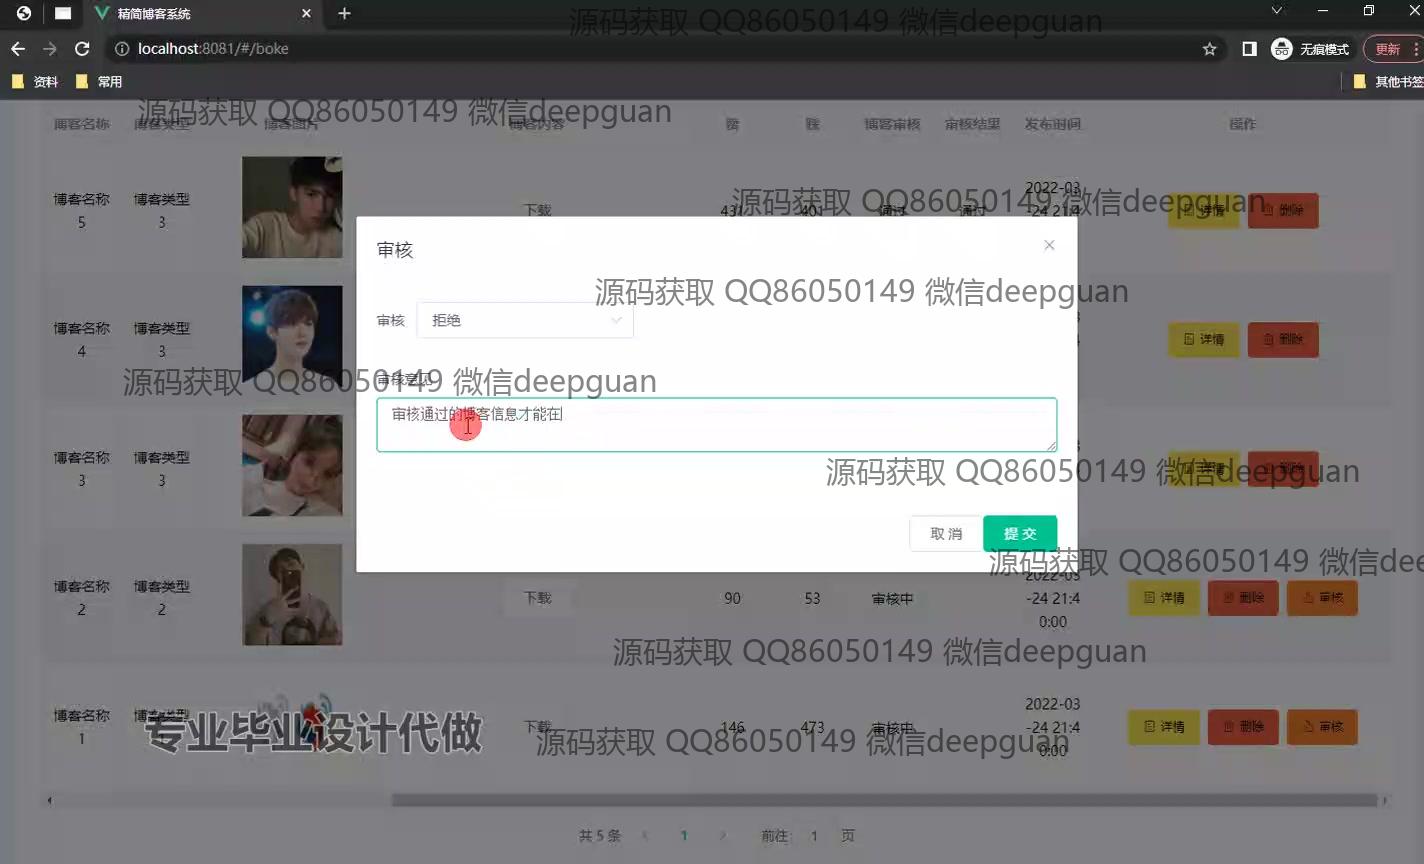 精简博客系统
源码获取 QQ86050149 微信deepguan
localhost:8081/#/boke
无痕模式
更新
资料
常用
其他书签
源码获取 QQ86050149 微信deepguan
博客名称 博客类型 博客图片 博客内容 赞 踩 博客审核 审核结果 发布时间 操作
博客名称5 博客类型3 下载 431 401 通过 通过 2022-03-24 21:4 详情 删除
源码获取 QQ86050149 微信deepguan
审核
源码获取 QQ86050149 微信deepguan
审核 拒绝
博客名称4 博客类型3 详情 删除
源码获取 QQ86050149 微信deepguan
审核意见
审核通过的博客信息才能在
博客名称3 博客类型3 详情 删除
源码获取 QQ86050149 微信deepguan
取消 提交
源码获取 QQ86050149 微信dee
博客名称2 博客类型2 下载 90 53 审核中 2022-03-24 21:40:00 详情 删除 审核
源码获取 QQ86050149 微信deepguan
博客名称1 博客类型 下载 146 473 审核中 2022-03-24 21:40:00 详情 删除 审核
专业毕业设计代做
源码获取 QQ86050149 微信deepguan
共 5 条 1 前往 1 页